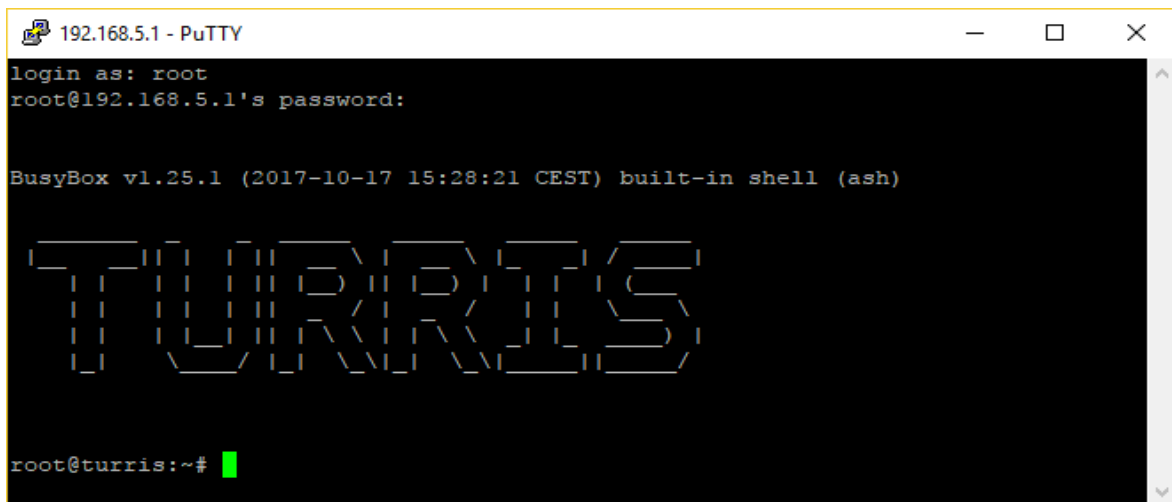 192.168.5.1 - PuTTY
login as: root
root@192.168.5.1's password:
BusyBox v1.25.1 (2017-10-17 15:28:21 CEST) built-in shell (ash)
TURRIS
root@turris:~#